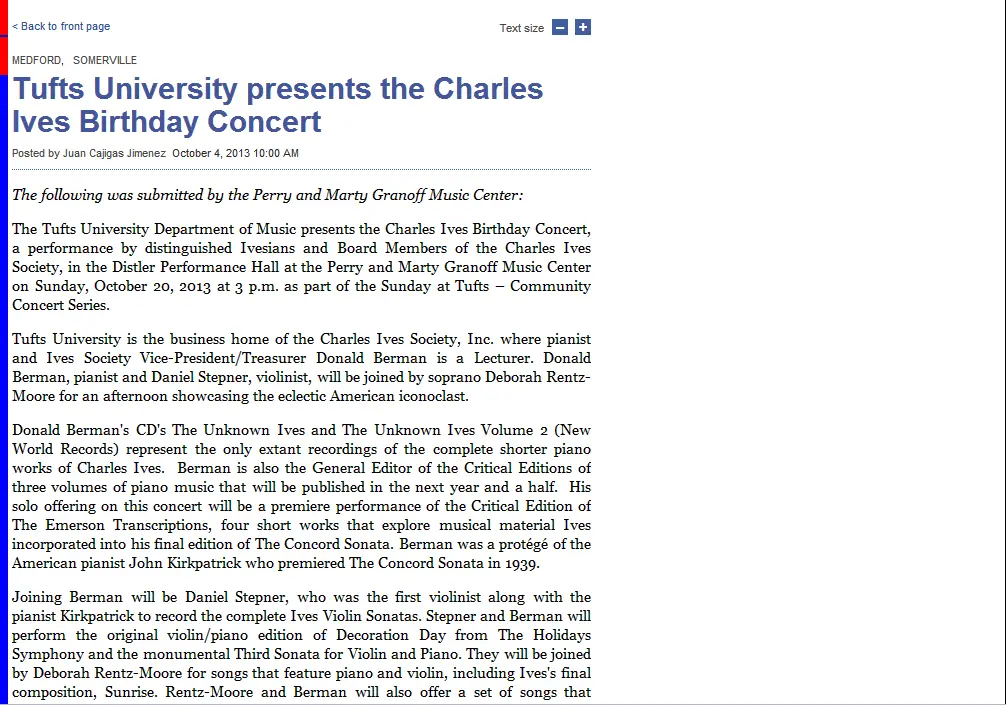 < Back to front page
Text size − +
MEDFORD, SOMERVILLE
Tufts University presents the Charles
Ives Birthday Concert
Posted by Juan Cajigas Jimenez October 4, 2013 10:00 AM
The following was submitted by the Perry and Marty Granoff Music Center:
The Tufts University Department of Music presents the Charles Ives Birthday Concert,
a performance by distinguished Ivesians and Board Members of the Charles Ives
Society, in the Distler Performance Hall at the Perry and Marty Granoff Music Center
on Sunday, October 20, 2013 at 3 p.m. as part of the Sunday at Tufts – Community
Concert Series.
Tufts University is the business home of the Charles Ives Society, Inc. where pianist
and Ives Society Vice-President/Treasurer Donald Berman is a Lecturer. Donald
Berman, pianist and Daniel Stepner, violinist, will be joined by soprano Deborah Rentz-
Moore for an afternoon showcasing the eclectic American iconoclast.
Donald Berman's CD's The Unknown Ives and The Unknown Ives Volume 2 (New
World Records) represent the only extant recordings of the complete shorter piano
works of Charles Ives. Berman is also the General Editor of the Critical Editions of
three volumes of piano music that will be published in the next year and a half. His
solo offering on this concert will be a premiere performance of the Critical Edition of
The Emerson Transcriptions, four short works that explore musical material Ives
incorporated into his final edition of The Concord Sonata. Berman was a protégé of the
American pianist John Kirkpatrick who premiered The Concord Sonata in 1939.
Joining Berman will be Daniel Stepner, who was the first violinist along with the
pianist Kirkpatrick to record the complete Ives Violin Sonatas. Stepner and Berman will
perform the original violin/piano edition of Decoration Day from The Holidays
Symphony and the monumental Third Sonata for Violin and Piano. They will be joined
by Deborah Rentz-Moore for songs that feature piano and violin, including Ives's final
composition, Sunrise. Rentz-Moore and Berman will also offer a set of songs that